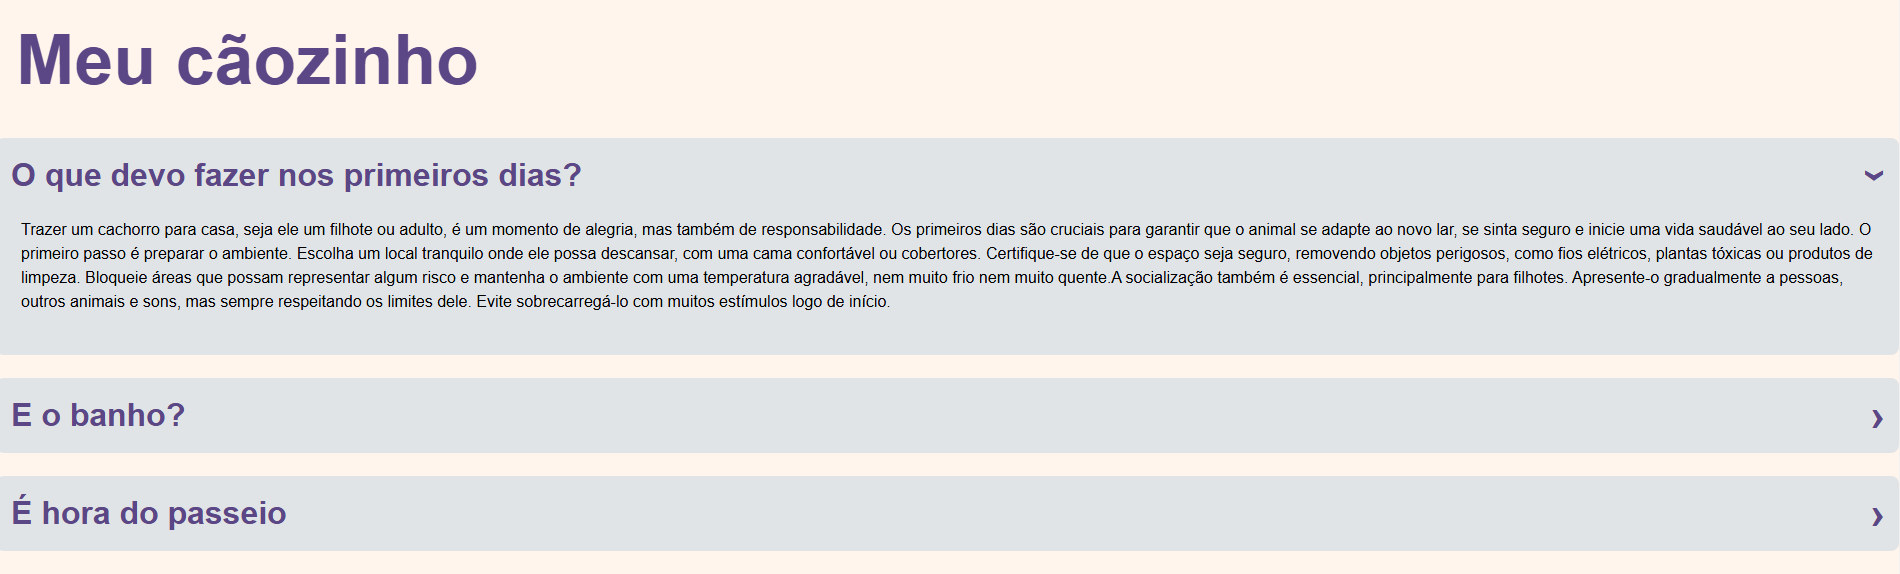 Meu cãozinho
O que devo fazer nos primeiros dias?
Trazer um cachorro para casa, seja ele um filhote ou adulto, é um momento de alegria, mas também de responsabilidade. Os primeiros dias são cruciais para garantir que o animal se adapte ao novo lar, se sinta seguro e inicie uma vida saudável ao seu lado. O
primeiro passo é preparar o ambiente. Escolha um local tranquilo onde ele possa descansar, com uma cama confortável ou cobertores. Certifique-se de que o espaço seja seguro, removendo objetos perigosos, como fios elétricos, plantas tóxicas ou produtos de
limpeza. Bloqueie áreas que possam representar algum risco e mantenha o ambiente com uma temperatura agradável, nem muito frio nem muito quente.A socialização também é essencial, principalmente para filhotes. Apresente-o gradualmente a pessoas,
outros animais e sons, mas sempre respeitando os limites dele. Evite sobrecarregá-lo com muitos estímulos logo de início.
E o banho?
É hora do passeio